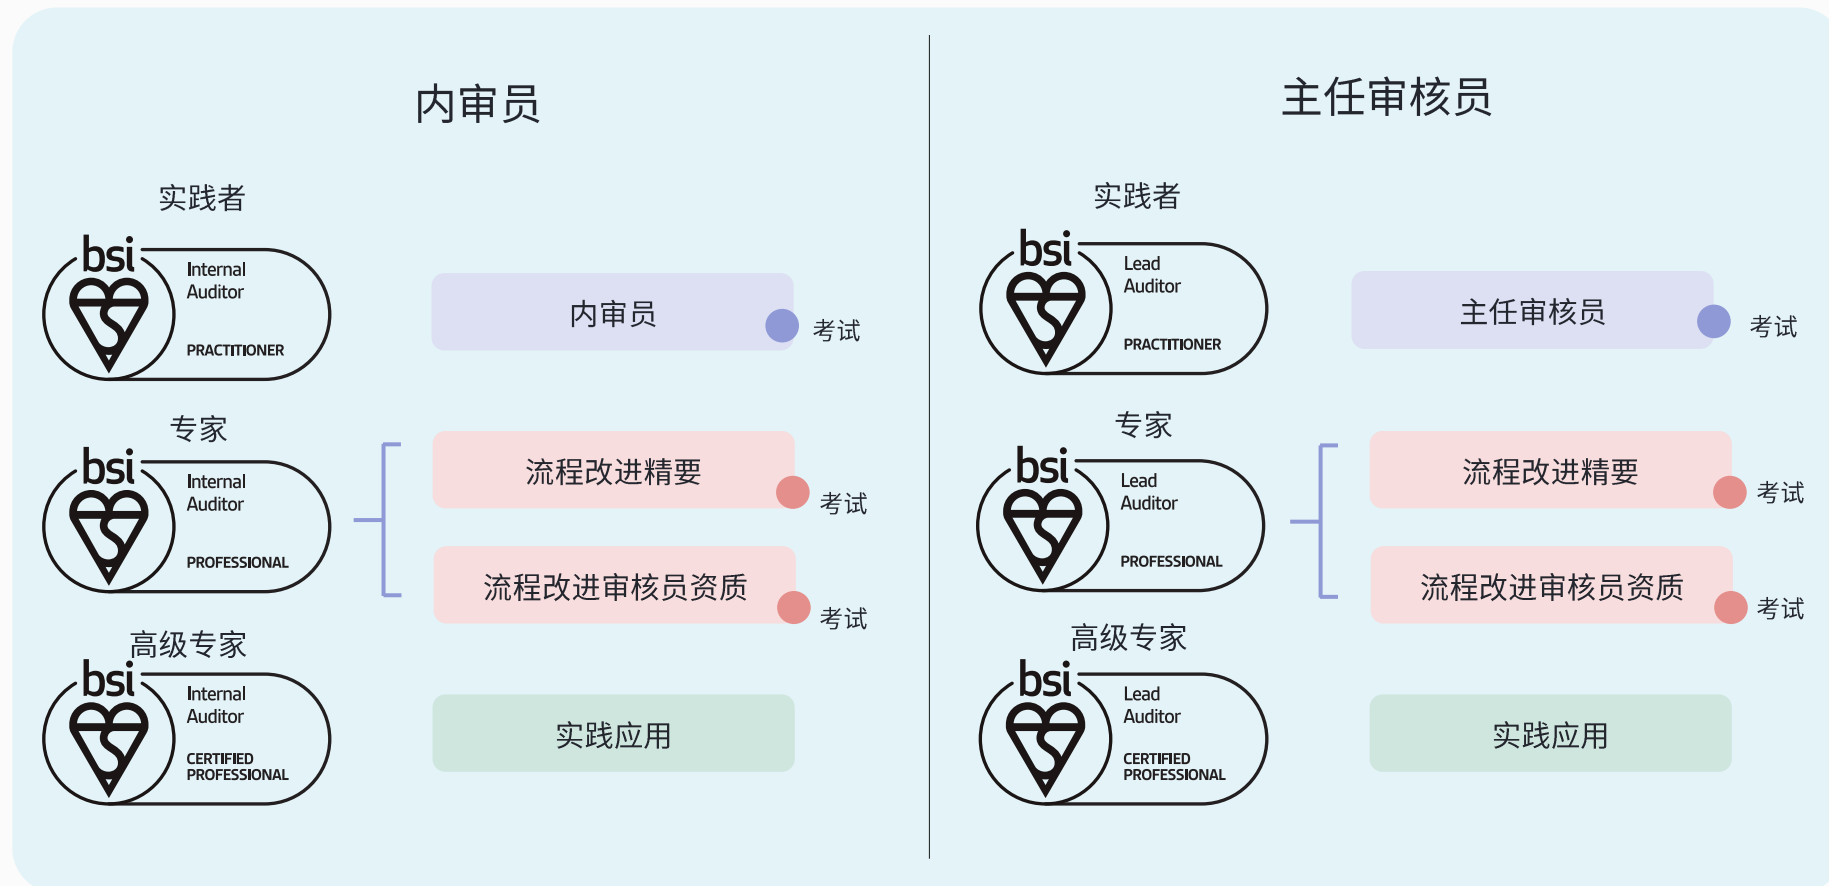 内审员
实践者
bsi
Internal
Auditor
PRACTITIONER
内审员
考试
专家
bsi
Internal
Auditor
PROFESSIONAL
流程改进精要
考试
流程改进审核员资质
考试
高级专家
bsi
Internal
Auditor
CERTIFIED
PROFESSIONAL
实践应用
主任审核员
实践者
bsi
Lead
Auditor
PRACTITIONER
主任审核员
考试
专家
bsi
Lead
Auditor
PROFESSIONAL
流程改进精要
考试
流程改进审核员资质
考试
高级专家
bsi
Lead
Auditor
CERTIFIED
PROFESSIONAL
实践应用